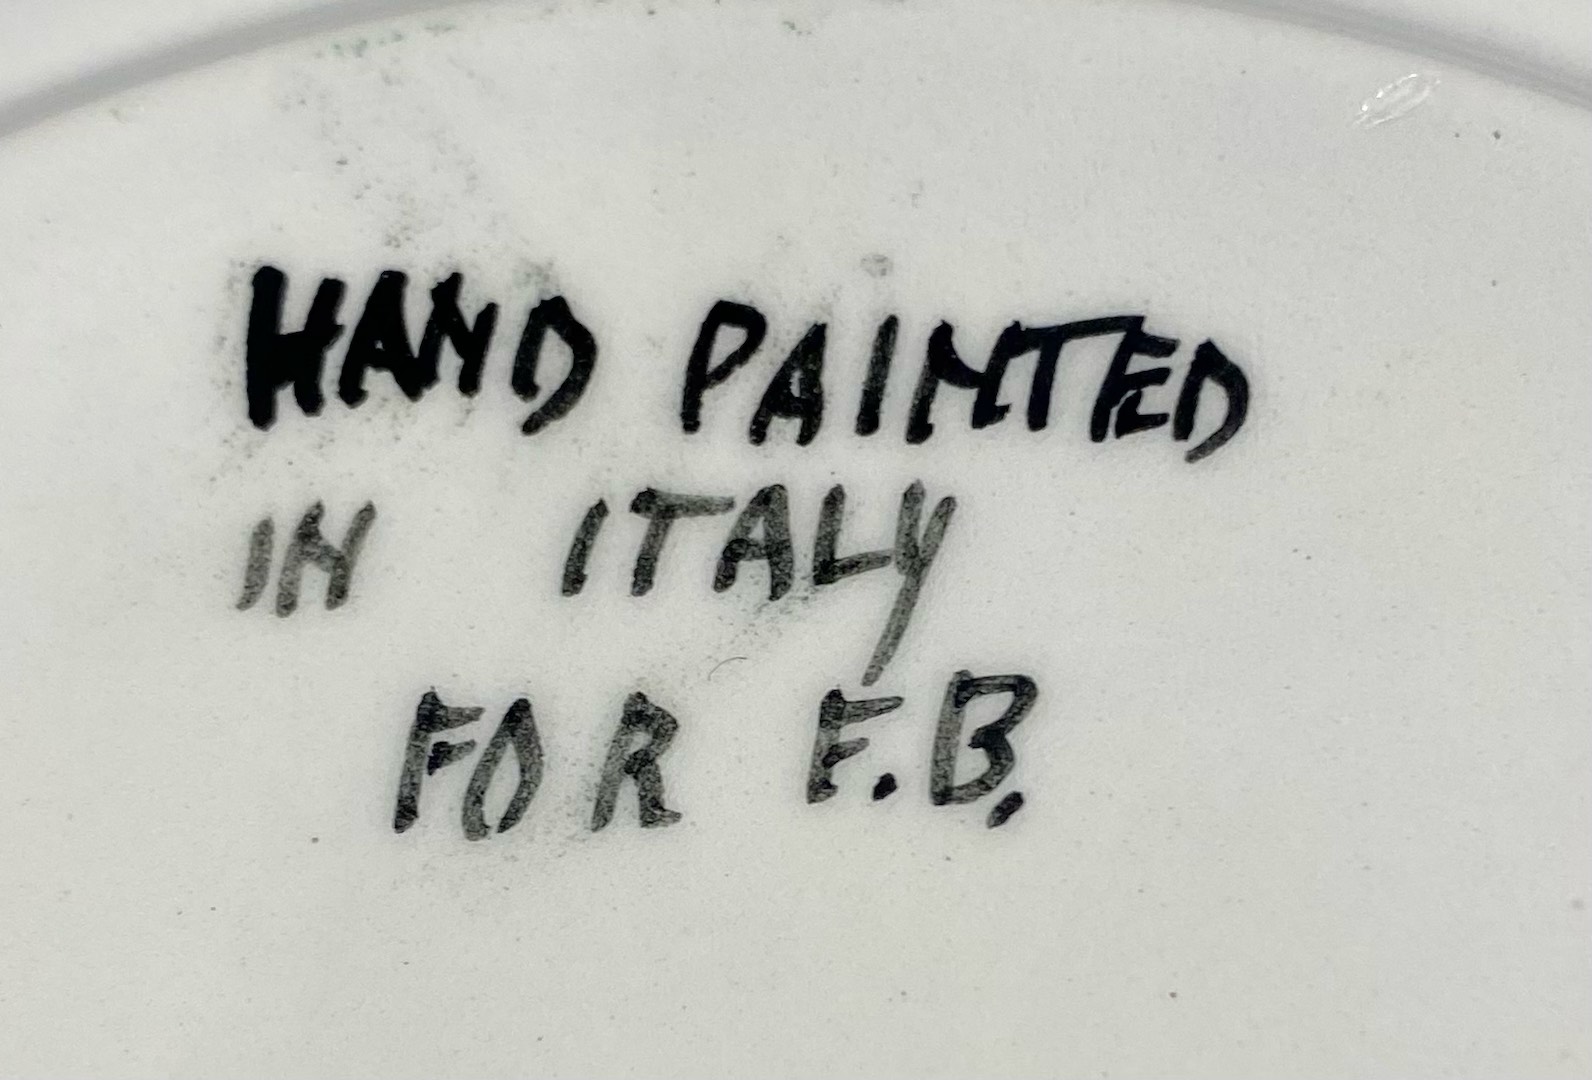 HAND PAINTED
IN ITALY
FOR F.B.